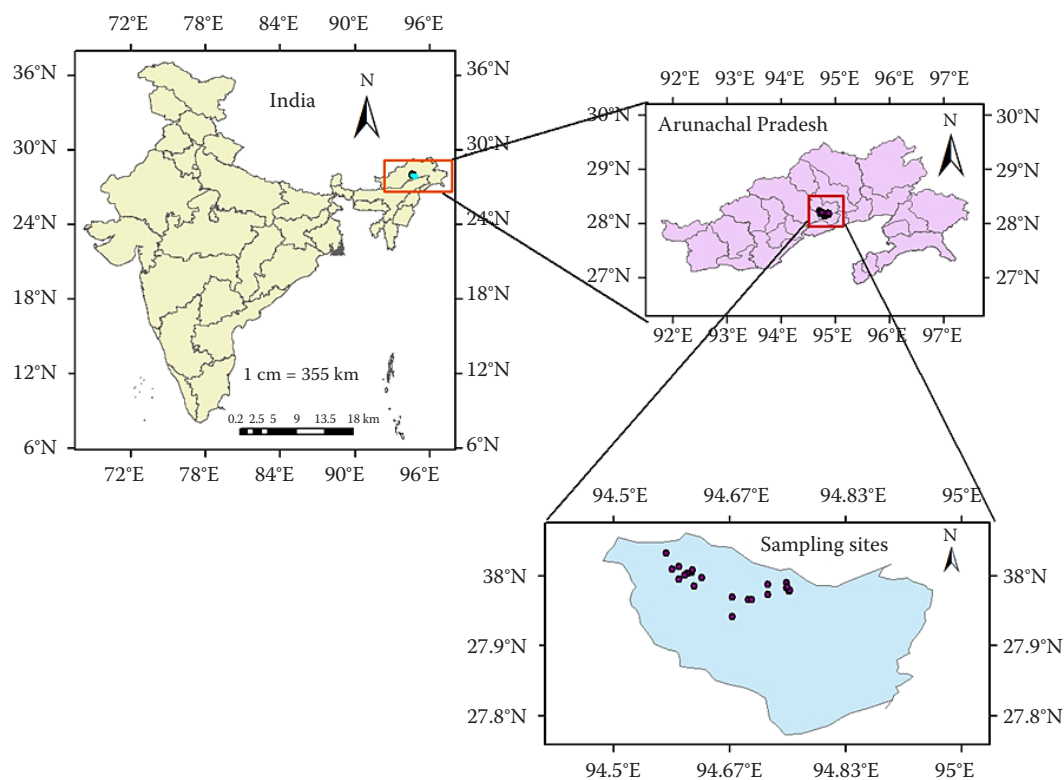 72°E 78°E 84°E 90°E 96°E
36°N 36°N
India N
30°N 30°N
24°N 24°N
18°N 18°N
12°N 12°N
1 cm = 355 km
0.2 2.5 5 9 13.5 18 km
6°N 6°N
72°E 78°E 84°E 90°E 96°E
92°E 93°E 94°E 95°E 96°E 97°E
30°N 30°N
Arunachal Pradesh N
29°N 29°N
28°N 28°N
27°N 27°N
92°E 93°E 94°E 95°E 96°E 97°E
94.5°E 94.67°E 94.83°E 95°E
Sampling sites N
38°N 38°N
27.9°N 27.9°N
27.8°N 27.8°N
94.5°E 94.67°E 94.83°E 95°E